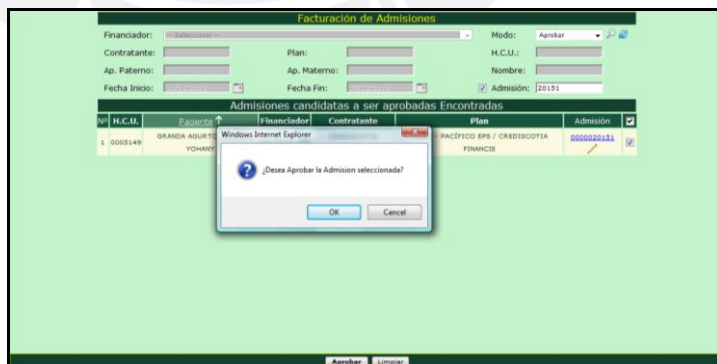 Facturación de Admisiones
Financiador: -- Seleccionar -- Modo: Aprobar
Contratante: Plan: H.C.U.:
Ap. Paterno: Ap. Materno: Nombre:
Fecha Inicio: Fecha Fin: Admisión: 20151
Admisiones candidatas a ser aprobadas Encontradas
Nº H.C.U. Paciente Financiador Contratante Plan Admisión
1 0005149 GRANDA AGURTO YOHANY PACÍFICO EPS / CREDISCOTIA FINANCIE 0000020151
Windows Internet Explorer
¿Desea Aprobar la Admision seleccionada?
OK Cancel
Aprobar Limpiar